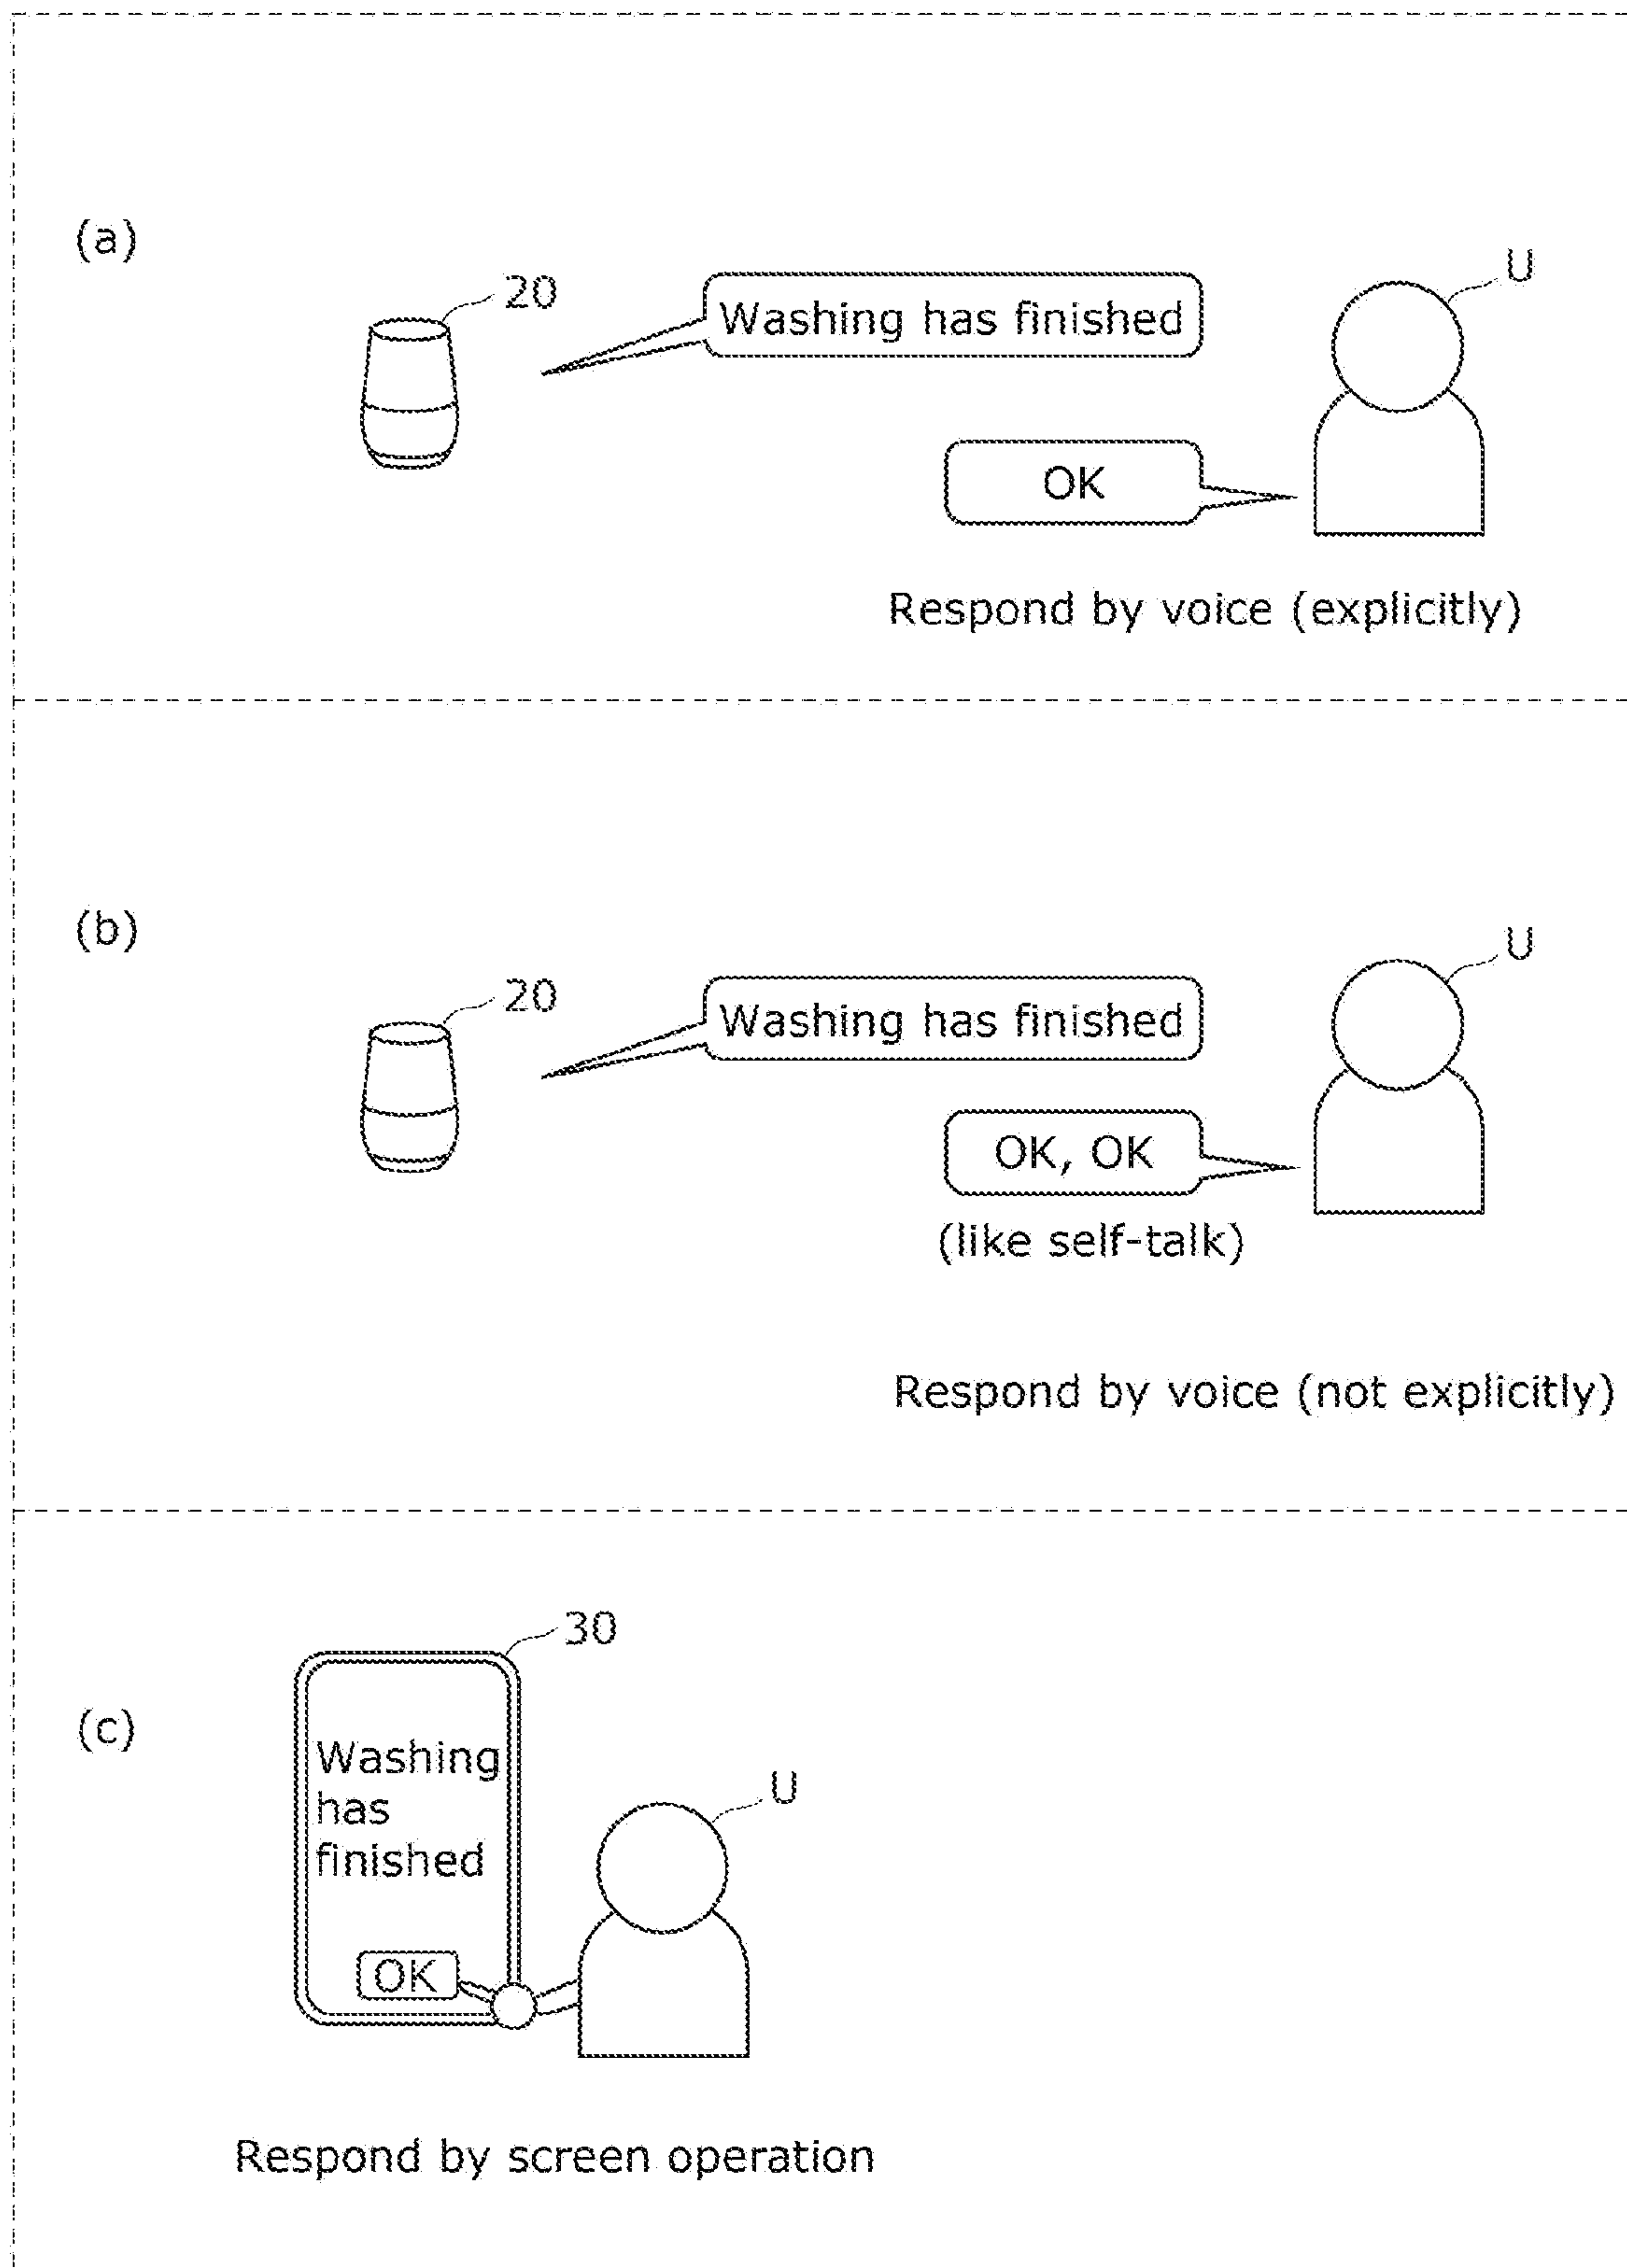 (a)
20
Washing has finished
U
OK
Respond by voice (explicitly)
(b)
20
Washing has finished
U
OK, OK
(like self-talk)
Respond by voice (not explicitly)
(c)
30
Washing
has
finished
OK
U
Respond by screen operation